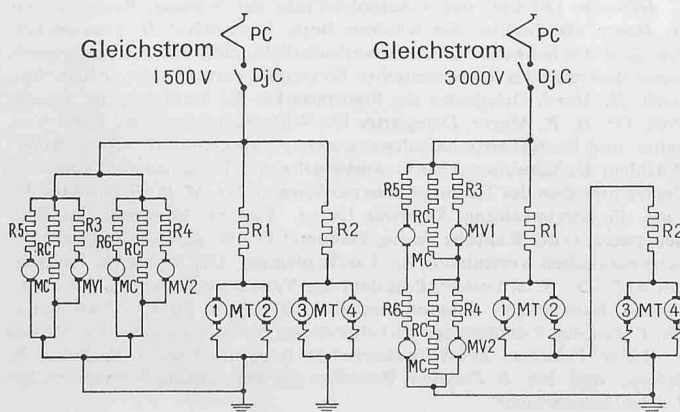 PC
Gleichstrom
1500 V
DjC
R5
R3
RC
R6
R4
RC
MC
MV1
MC
MV2
R1
R2
1 MT 2
3 MT 4
PC
Gleichstrom
3000 V
DjC
R5
R3
RC
MV1
MC
R6
R4
RC
MV2
MC
R1
R2
1 MT 2
3 MT 4